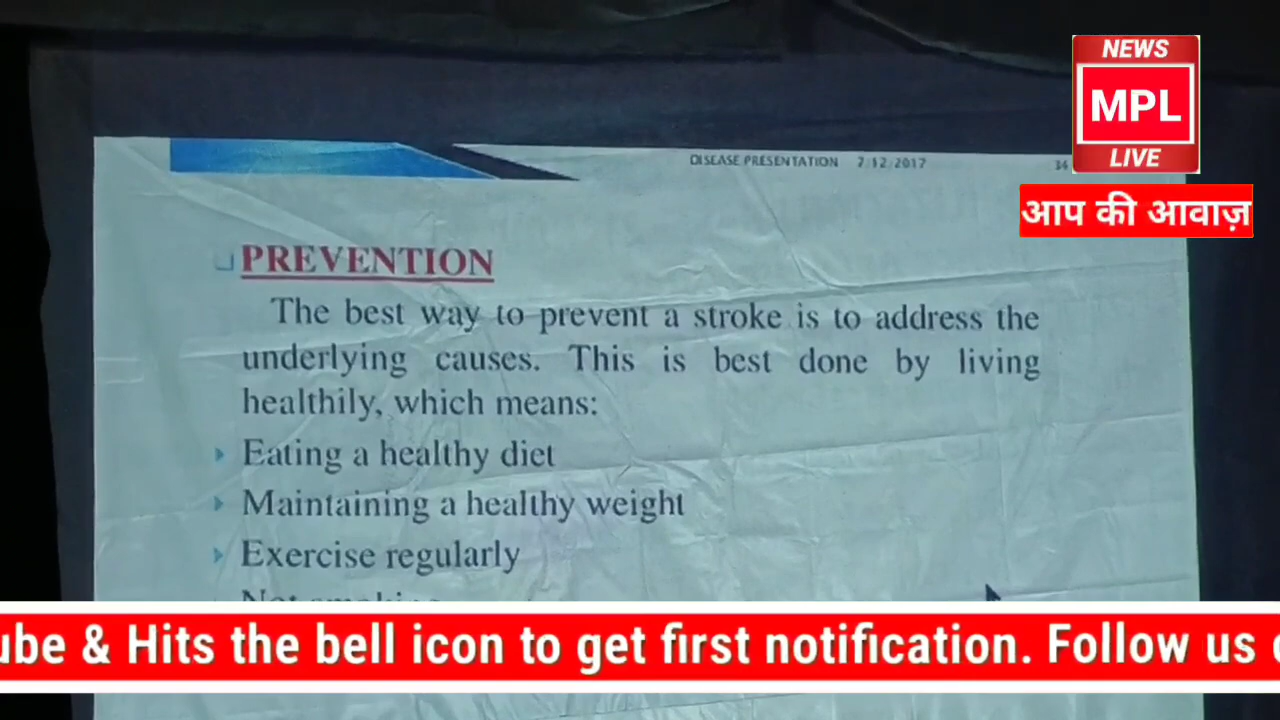 NEWS
MPL
LIVE
आप की आवाज़
DISEASE PRESENTATION 7/12/2017
PREVENTION
The best way to prevent a stroke is to address the
underlying causes. This is best done by living
healthily, which means:
Eating a healthy diet
Maintaining a healthy weight
Exercise regularly
Not smoking
ube & Hits the bell icon to get first notification. Follow us